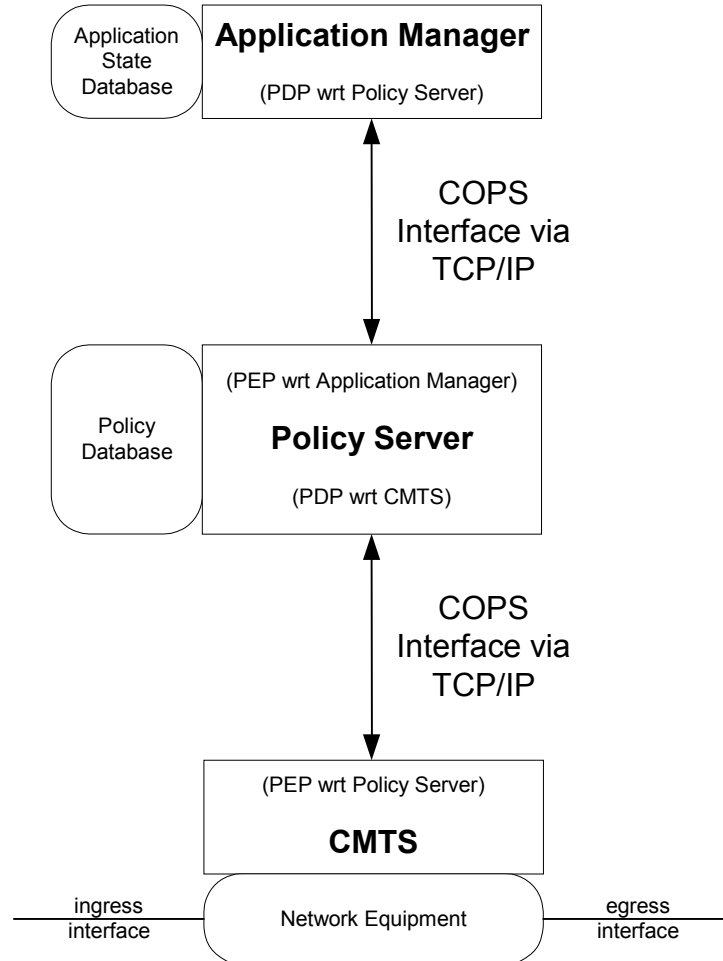 Application
State
Database
Application Manager
(PDP wrt Policy Server)
COPS
Interface via
TCP/IP
Policy
Database
(PEP wrt Application Manager)
Policy Server
(PDP wrt CMTS)
COPS
Interface via
TCP/IP
(PEP wrt Policy Server)
CMTS
ingress
interface
Network Equipment
egress
interface